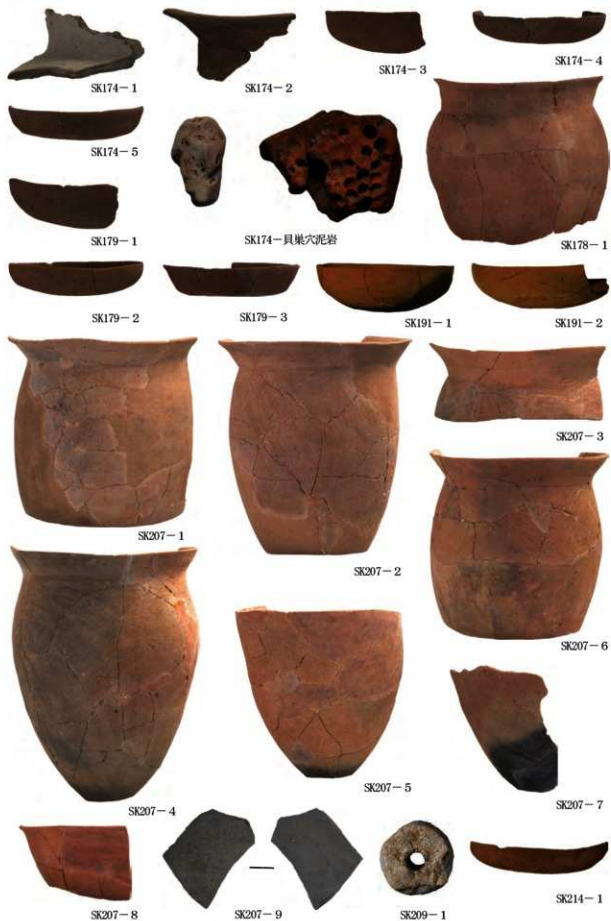 SK174−1
SK174−2
SK174−3
SK174−4
SK174−5
SK174−貝巣穴泥岩
SK178−1
SK179−1
SK179−2
SK179−3
SK191−1
SK191−2
SK207−1
SK207−2
SK207−3
SK207−4
SK207−5
SK207−6
SK207−7
SK207−8
SK207−9
SK209−1
SK214−1